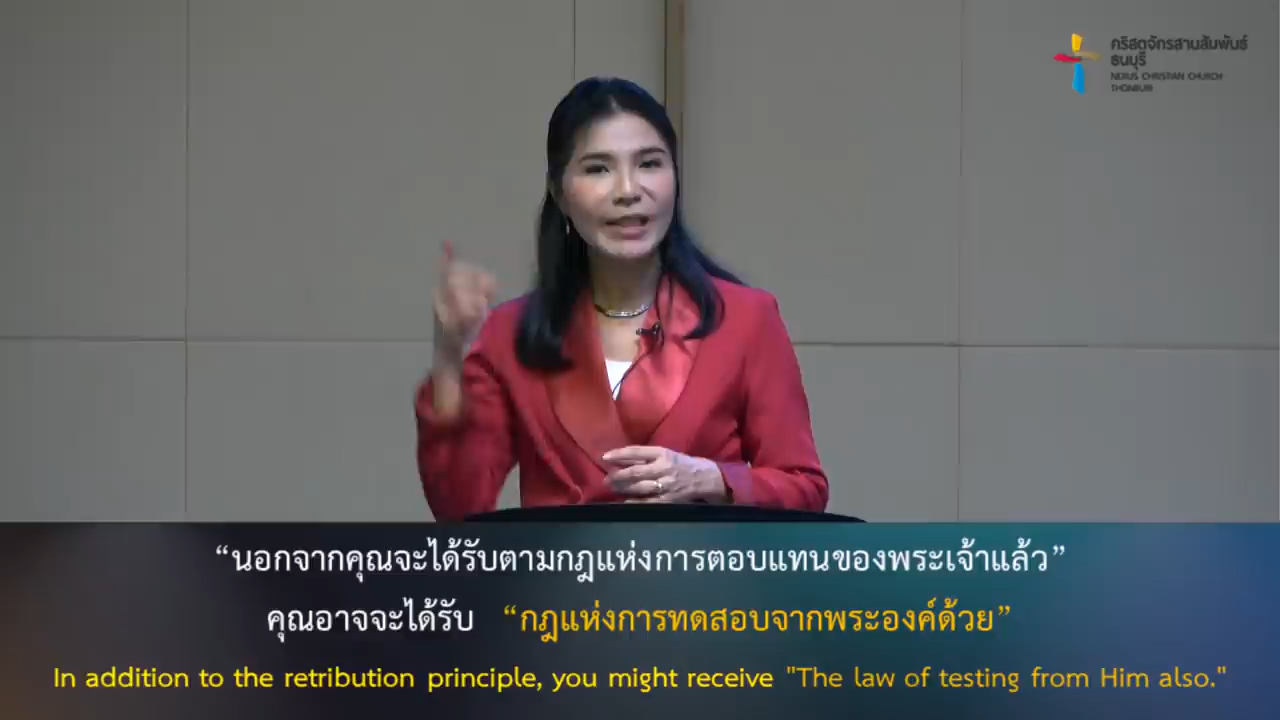 คริสตจักรสานสัมพันธ์
ธนบุรี
NEXUS CHRISTIAN CHURCH
THONBURI
“นอกจากคุณจะได้รับตามกฎแห่งการตอบแทนของพระเจ้าแล้ว”
คุณอาจจะได้รับ “กฎแห่งการทดสอบจากพระองค์ด้วย”
In addition to the retribution principle, you might receive "The law of testing from Him also."